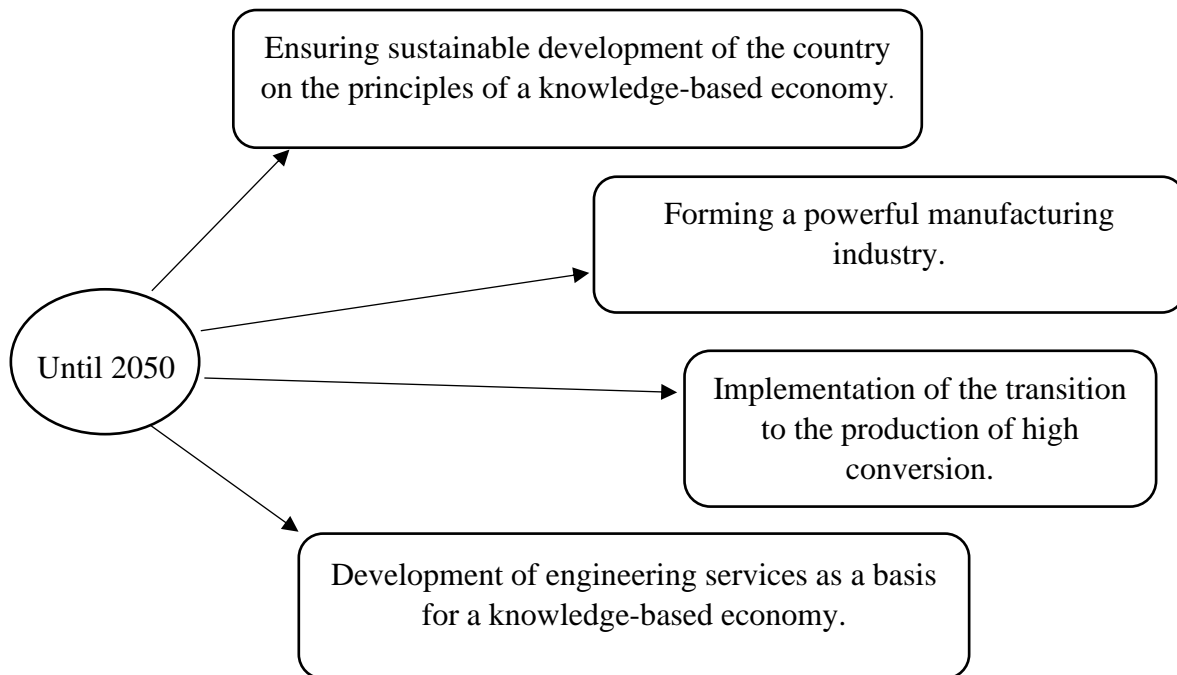 Ensuring sustainable development of the country
on the principles of a knowledge-based economy.
Forming a powerful manufacturing
industry.
Until 2050
Implementation of the transition
to the production of high
conversion.
Development of engineering services as a basis
for a knowledge-based economy.